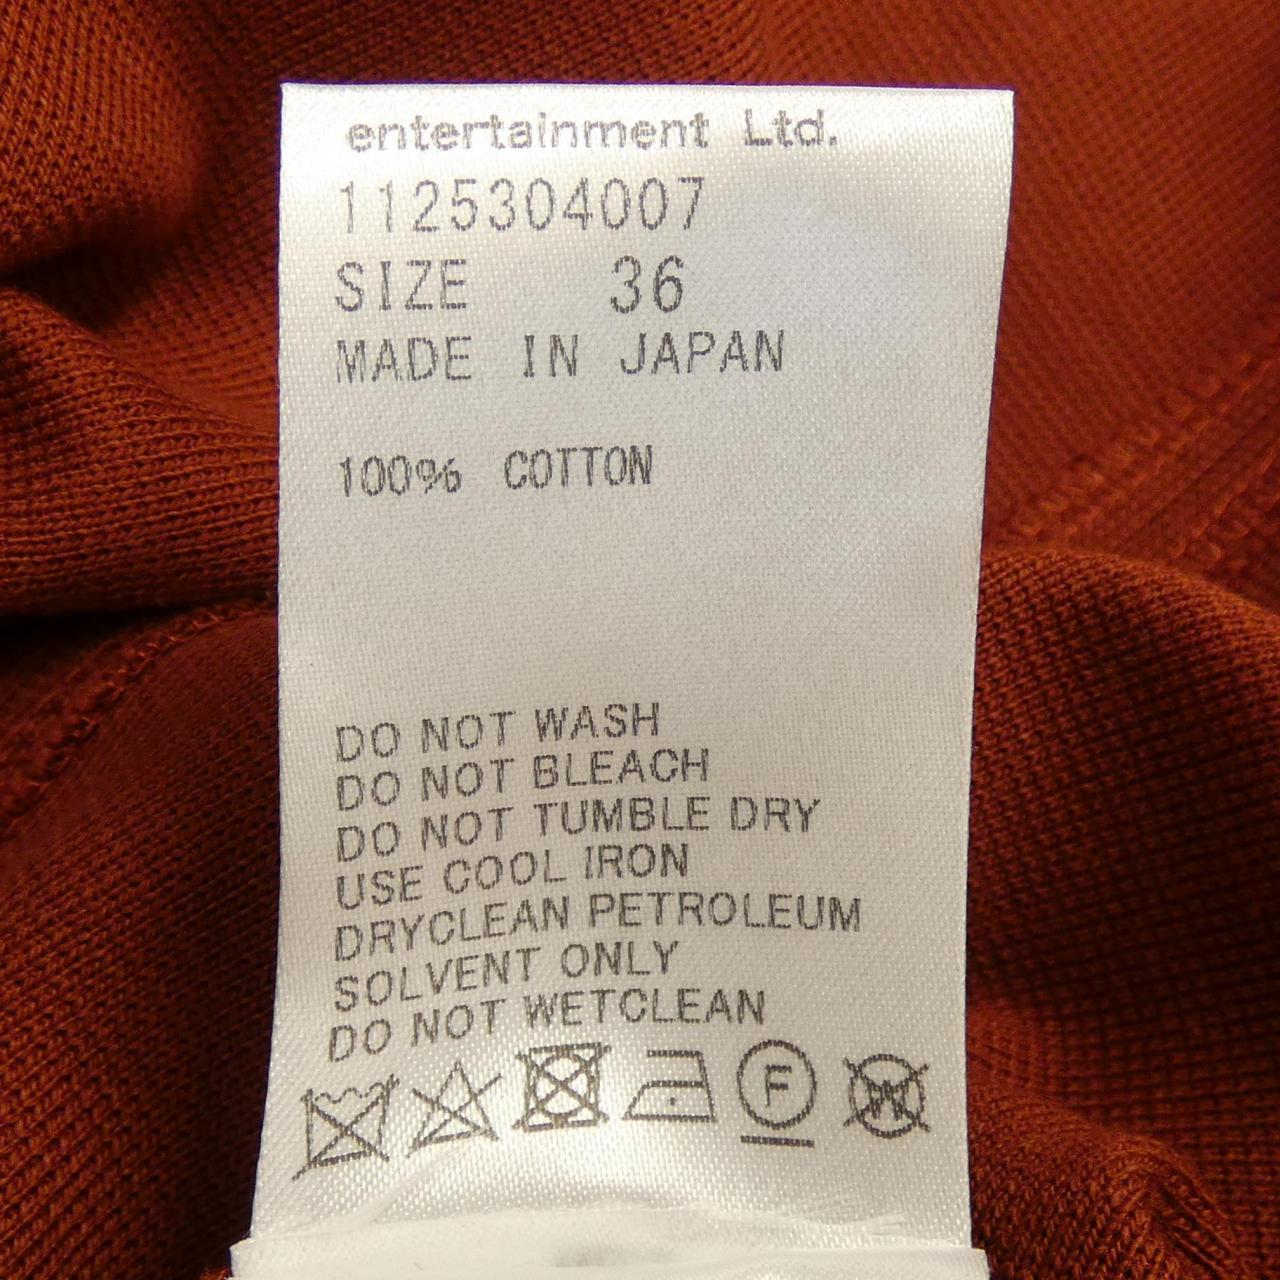 entertainment Ltd.
1125304007
SIZE 36
MADE IN JAPAN
100% COTTON
DO NOT WASH
DO NOT BLEACH
DO NOT TUMBLE DRY
USE COOL IRON
DRYCLEAN PETROLEUM
SOLVENT ONLY
DO NOT WETCLEAN
F W